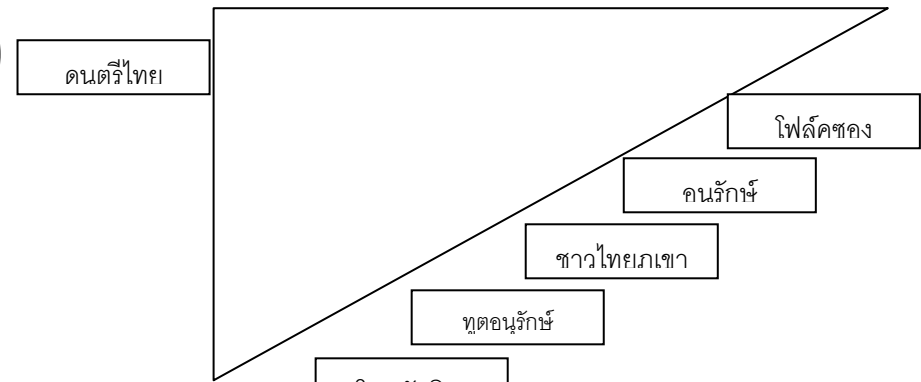 ดนตรีไทย
โฟล์คซอง
คนรักษ์
ชาวไทยภูเขา
ทูตอนุรักษ์